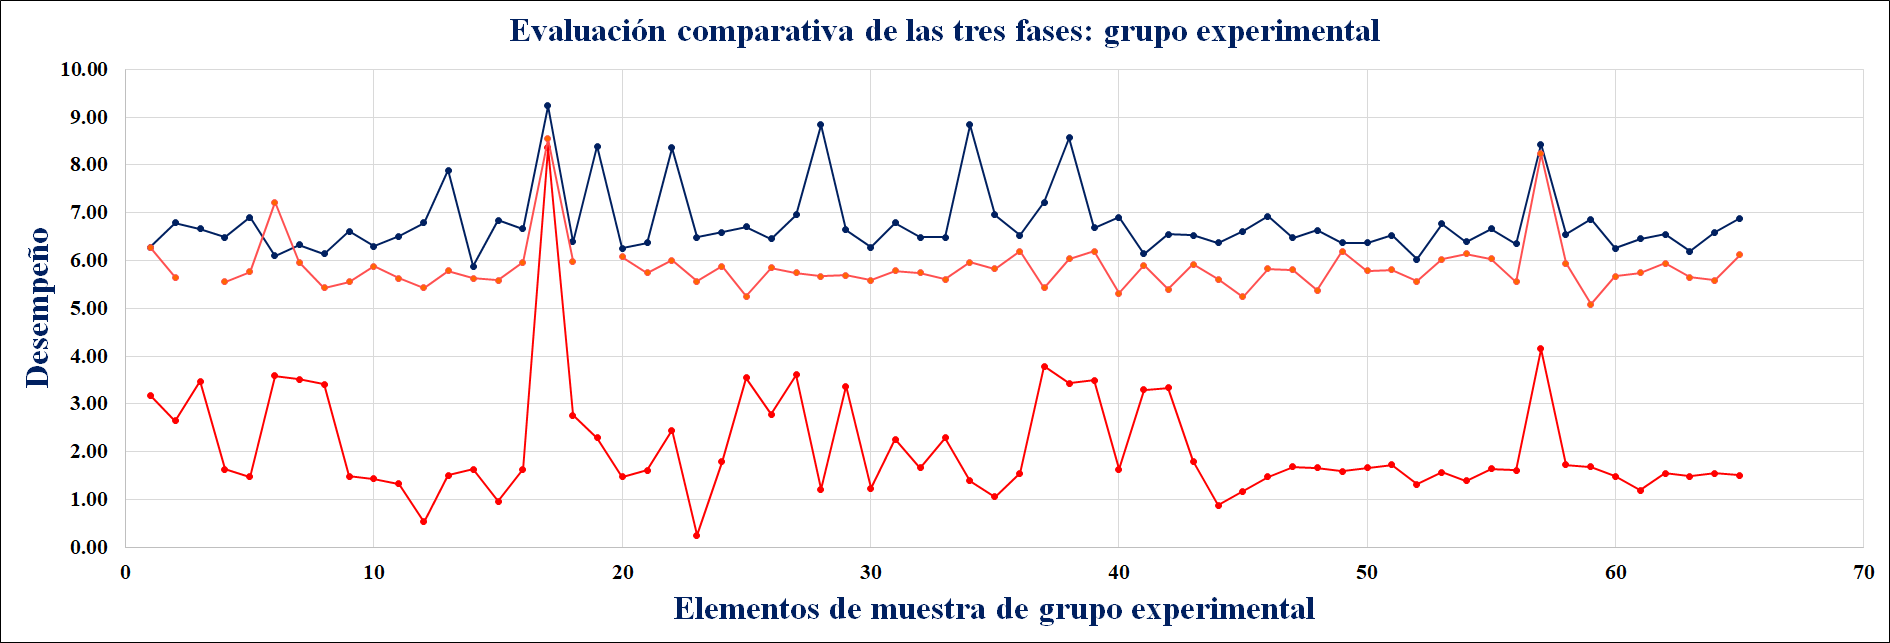 Evaluación comparativa de las tres fases: grupo experimental
10.00
9.00
8.00
7.00
6.00
5.00
4.00
3.00
2.00
1.00
0.00
Desempeño
0 10 20 30 40 50 60 70
Elementos de muestra de grupo experimental